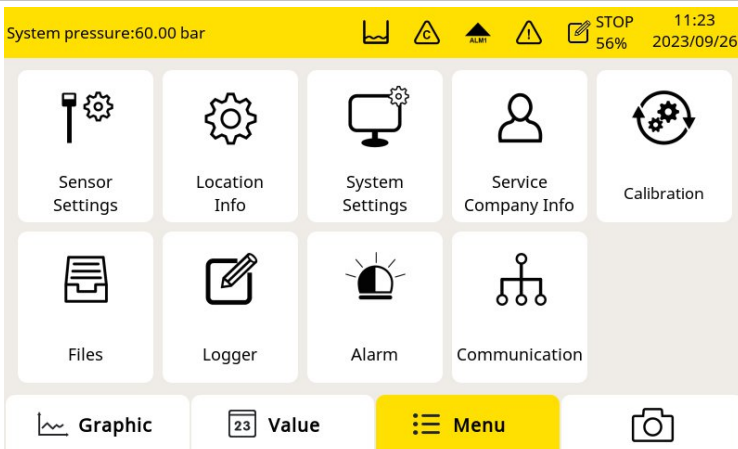 System pressure:60.00 bar
C
ALM1
STOP
56%
11:23
2023/09/26
Sensor
Settings
Location
Info
System
Settings
Service
Company Info
Calibration
Files
Logger
Alarm
Communication
Graphic
23 Value
Menu